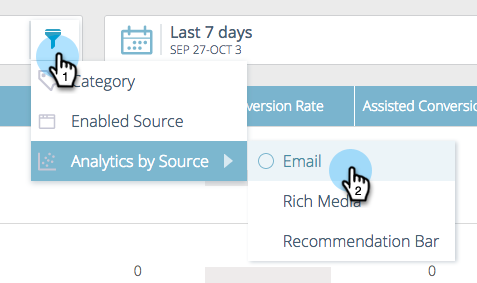 Last 7 days
SEP 27-OCT 3
1
Category
Enabled Source
version Rate
Assisted Conversio
Analytics by Source
Email
2
Rich Media
Recommendation Bar
0
0